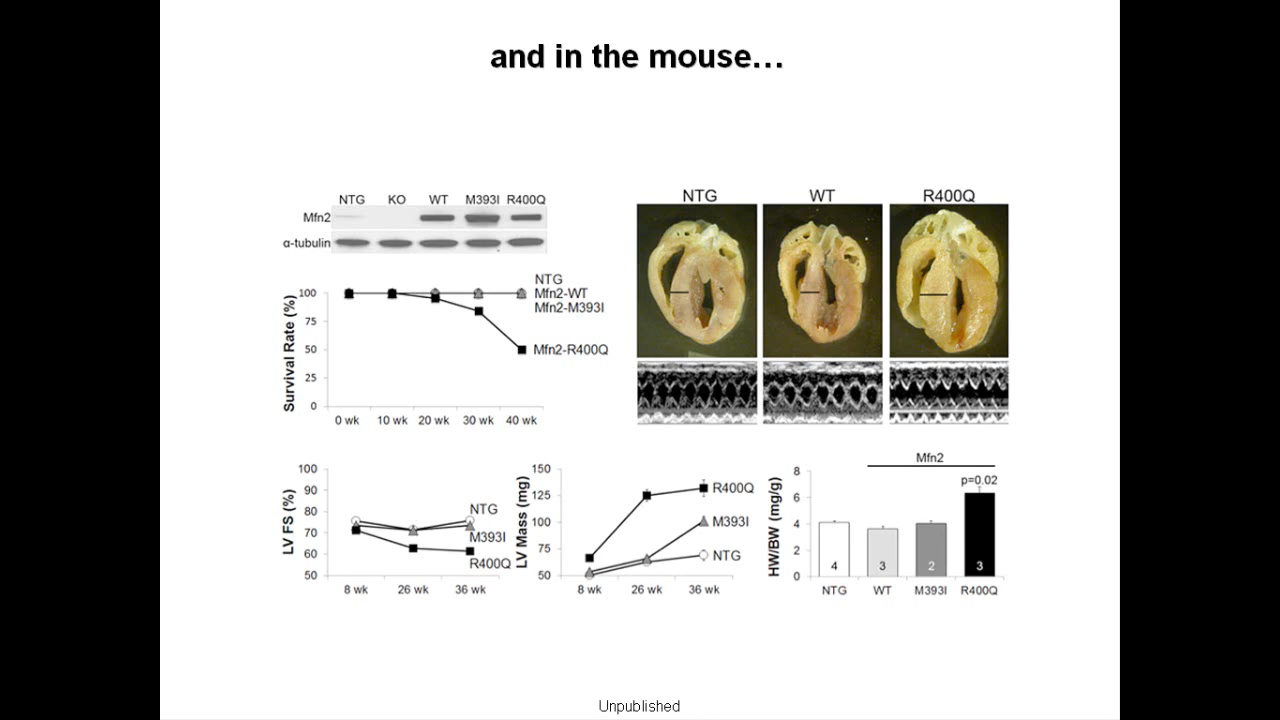 and in the mouse…
NTG KO WT M393I R400Q
Mfn2
α-tubulin
NTG
Mfn2-WT
Mfn2-M393I
Mfn2-R400Q
Survival Rate (%)
100
75
50
25
0
0 wk 10 wk 20 wk 30 wk 40 wk
NTG WT R400Q
LV FS (%)
100
90
80
70
60
50
NTG
M393I
R400Q
8 wk 26 wk 36 wk
LV Mass (mg)
150
125
100
75
50
R400Q
M393I
NTG
8 wk 26 wk 36 wk
Mfn2
p=0.02
HW/BW (mg/g)
8
6
4
2
0
4 3 2 3
NTG WT M393I R400Q
Unpublished